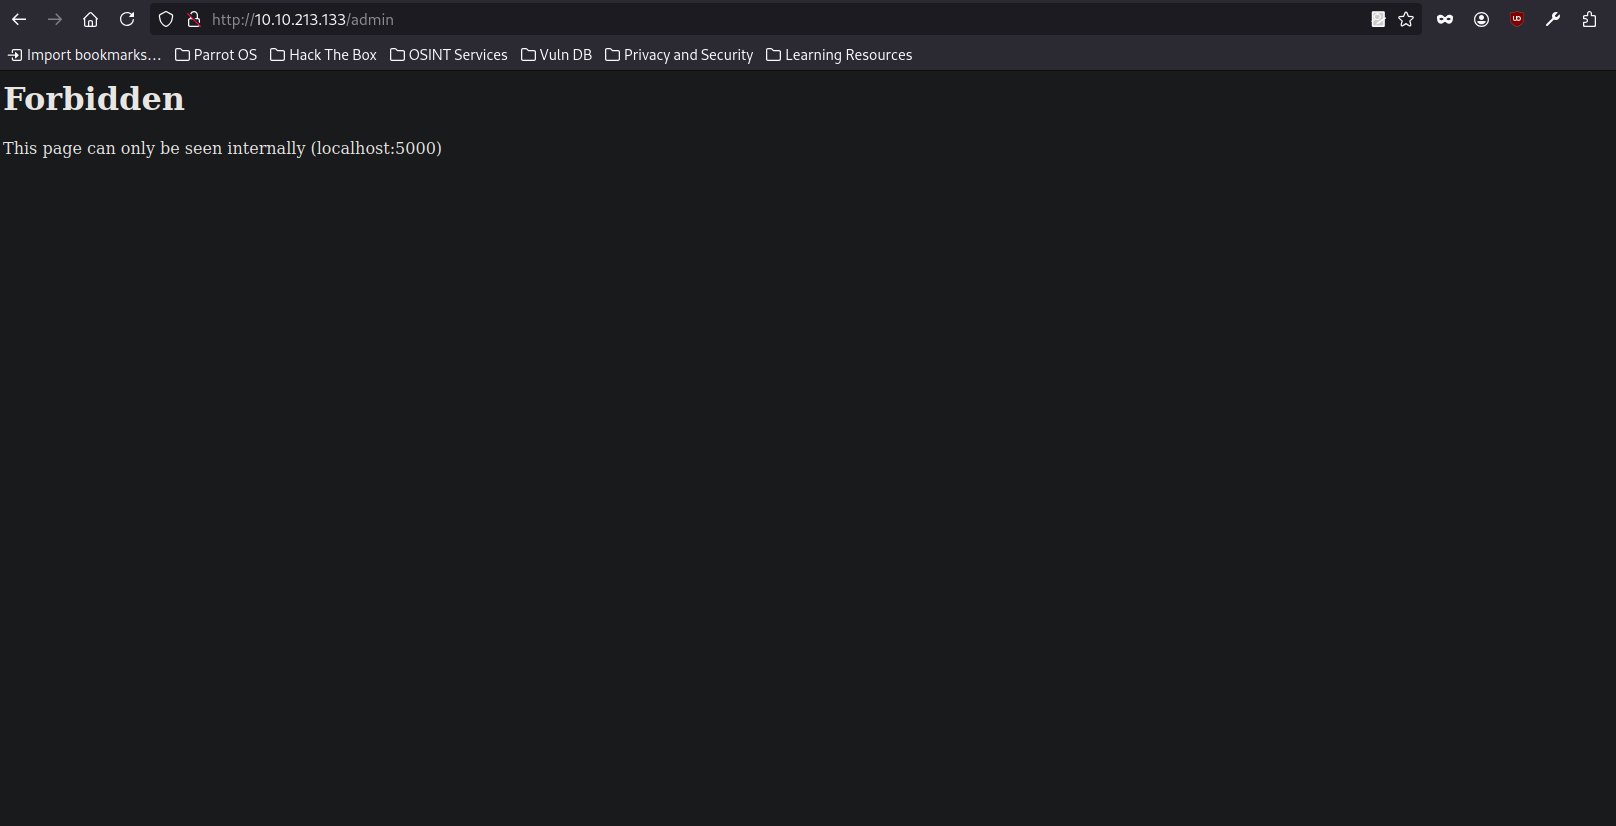 http://10.10.213.133/admin
Import bookmarks...
Parrot OS
Hack The Box
OSINT Services
Vuln DB
Privacy and Security
Learning Resources
Forbidden
This page can only be seen internally (localhost:5000)